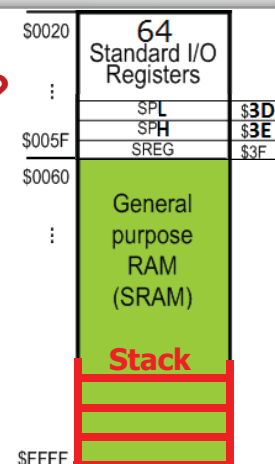 $0020
64
Standard I/O
Registers
?
⋮
SPL $3D
SPH $3E
$005F
SREG $3F
$0060
General
⋮
purpose
RAM
(SRAM)
Stack
$FFFF